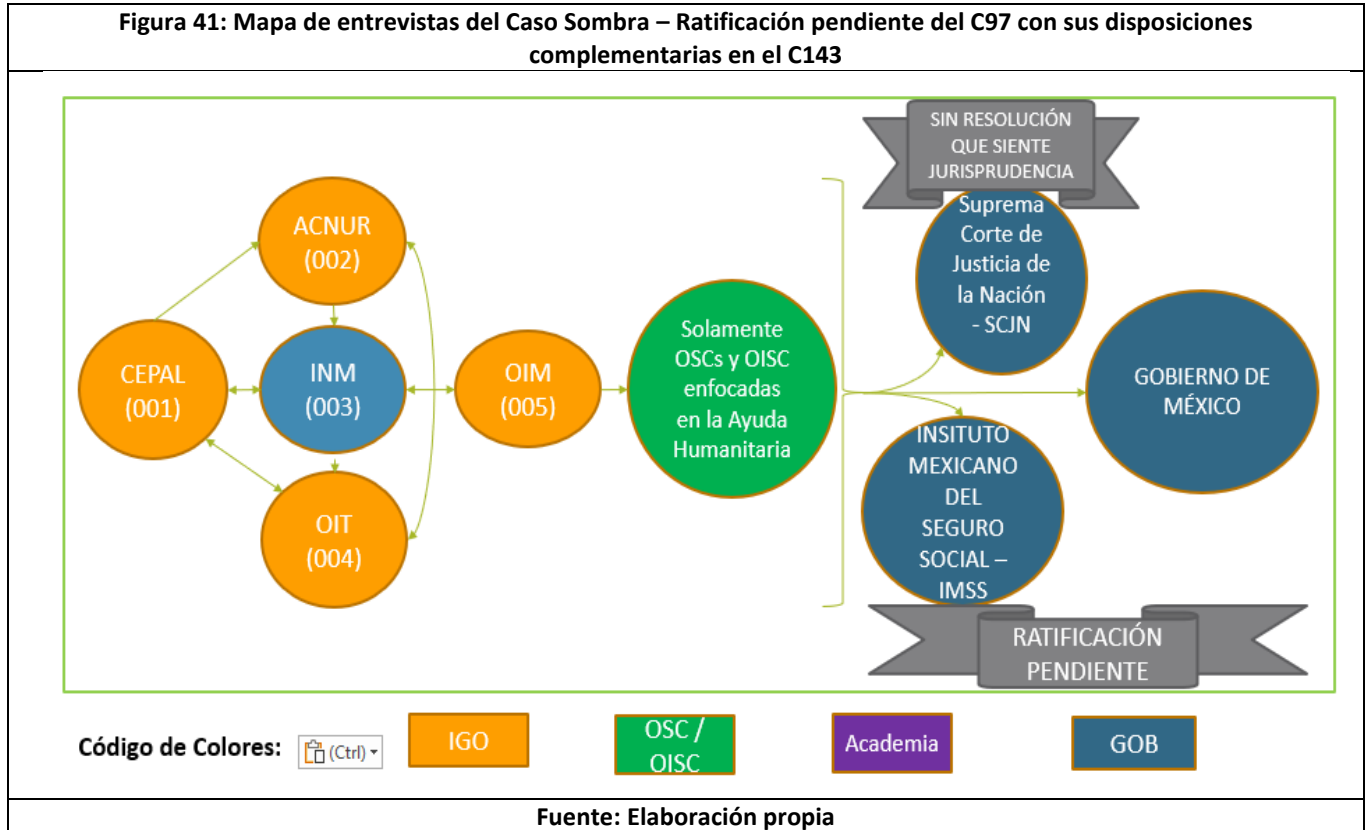 Figura 41: Mapa de entrevistas del Caso Sombra – Ratificación pendiente del C97 con sus disposiciones
complementarias en el C143
CEPAL
(001)
ACNUR
(002)
INM
(003)
OIT
(004)
OIM
(005)
Solamente
OSCs y OISC
enfocadas
en la Ayuda
Humanitaria
SIN RESOLUCIÓN
QUE SIENTE
JURISPRUDENCIA
Suprema
Corte de
Justicia de
la Nación
- SCJN
INSITUTO
MEXICANO
DEL
SEGURO
SOCIAL –
IMSS
RATIFICACIÓN
PENDIENTE
GOBIERNO DE
MÉXICO
Código de Colores:
(Ctrl)
IGO
OSC /
OISC
Academia
GOB
Fuente: Elaboración propia